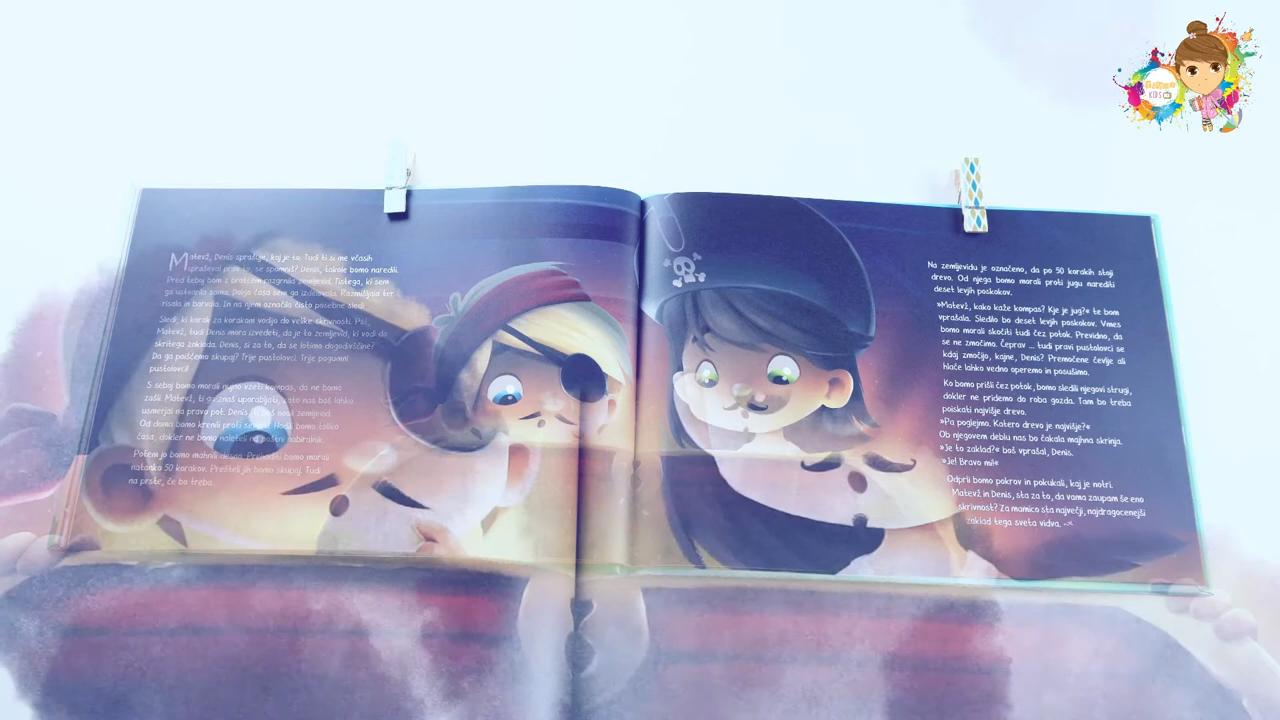 Matevž, Denis sprašuje, kaj je to. Tudi ti si me včasih
spraševal prav to, se spomniš? Denis, takole bomo naredili.
Pred teboj bom z bratcem razgrnila zemljevid. Tistega, ki sem
ga ustvarila sama. Dolgo časa sem ga izdelovala. Razmišljala ter
risala in barvala. In na njem označila čisto posebne sledi.
Sledi, ki korak za korakom vodijo do velike skrivnosti. Pst,
Matevž, tudi Denis mora izvedeti, da je to zemljevid, ki vodi do
skritega zaklada. Denis, si za to, da se lotimo dogodivščine?
Da ga poiščemo skupaj? Trije pustolovci. Trije pogumni
pustolovci!
S seboj bomo morali nujno vzeti kompas, da ne bomo
zašli. Matevž, ti ga znaš uporabljati, zato nas boš lahko
usmerjal na pravo pot. Denis, ti boš nosil zemljevid.
Od doma bomo krenili proti Hodili bomo toliko
časa, dokler ne bomo naleteli na poštni nabiralnik.
Potem jo bomo mahnili desno. Prehoditi bomo morali
natanko 50 korakov. Prešteli jih bomo skupaj. Tudi
na prste, če bo treba.
Na zemljevidu je označeno, da po 50 korakih stoji
drevo. Od njega bomo morali proti jugu narediti
deset levjih poskokov.
»Matevž, kako kaže kompas? Kje je jug?« te bom
vprašala. Sledilo bo deset levjih poskokov. Vmes
bomo morali skočiti tudi čez potok. Previdno, da
se ne zmočimo. Čeprav ... tudi pravi pustolovci se
kdaj zmočijo, kajne, Denis? Premočene čevlje ali
hlače lahko vedno operimo in posušimo.
Ko bomo prišli čez potok, bomo sledili njegovi strugi,
dokler ne pridemo do roba gozda. Tam bo treba
poiskati najvišje drevo.
»Pa poglejmo. Katero drevo je najvišje?«
Ob njegovem deblu nas bo čakala majhna skrinja.
»Je to zaklad?« boš vprašal, Denis.
»Je! Bravo mi!«
Odprli bomo pokrov in pokukali, kaj je notri.
Matevž in Denis, sta za to, da vama zaupam še eno
skrivnost? Za mamico sta največji, najdragocenejši
zaklad tega sveta vidva.
KIDS